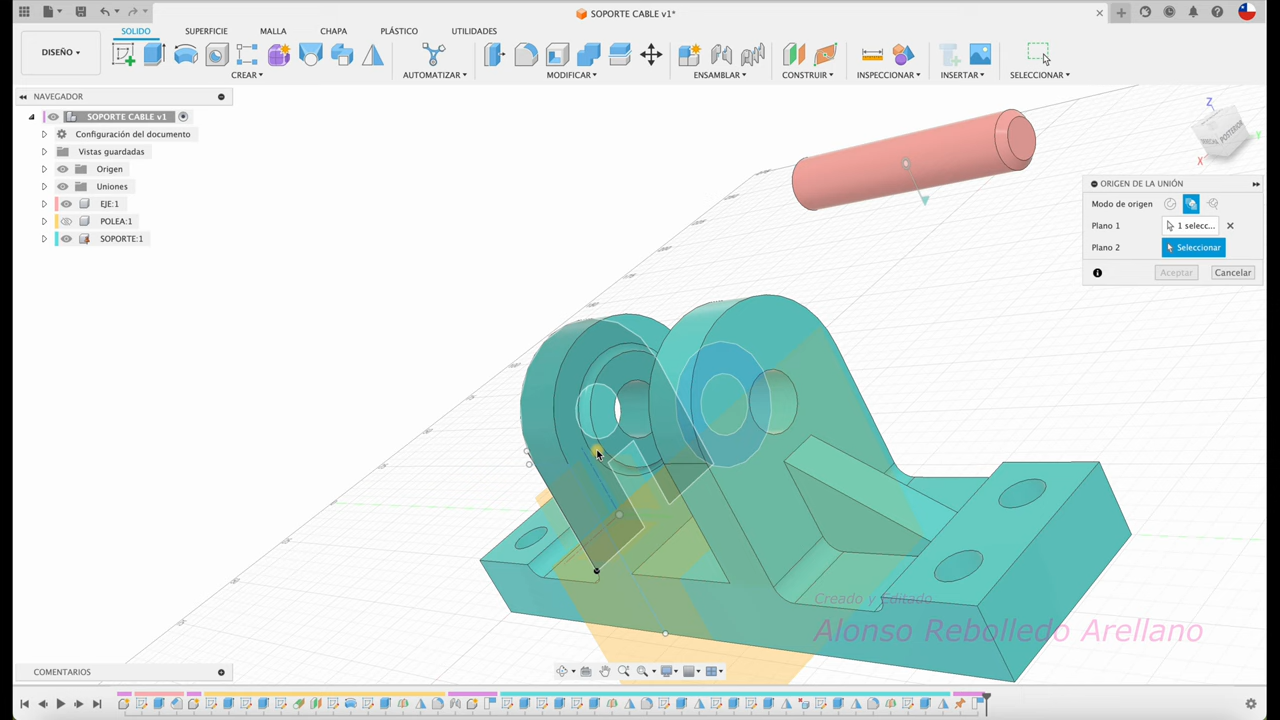 SOPORTE CABLE v1*
SOLIDO
SUPERFICIE
MALLA
CHAPA
PLÁSTICO
UTILIDADES
DISEÑO
CREAR
AUTOMATIZAR
MODIFICAR
ENSAMBLAR
CONSTRUIR
INSPECCIONAR
INSERTAR
SELECCIONAR
NAVEGADOR
SOPORTE CABLE v1
Configuración del documento
Vistas guardadas
Origen
Uniones
EJE:1
POLEA:1
SOPORTE:1
Z
POSTERIOR
Y
X
ORIGEN DE LA UNIÓN
Modo de origen
Plano 1
1 selecc...
Plano 2
Seleccionar
Aceptar
Cancelar
Creado y Editado
Alonso Rebolledo Arellano
COMENTARIOS